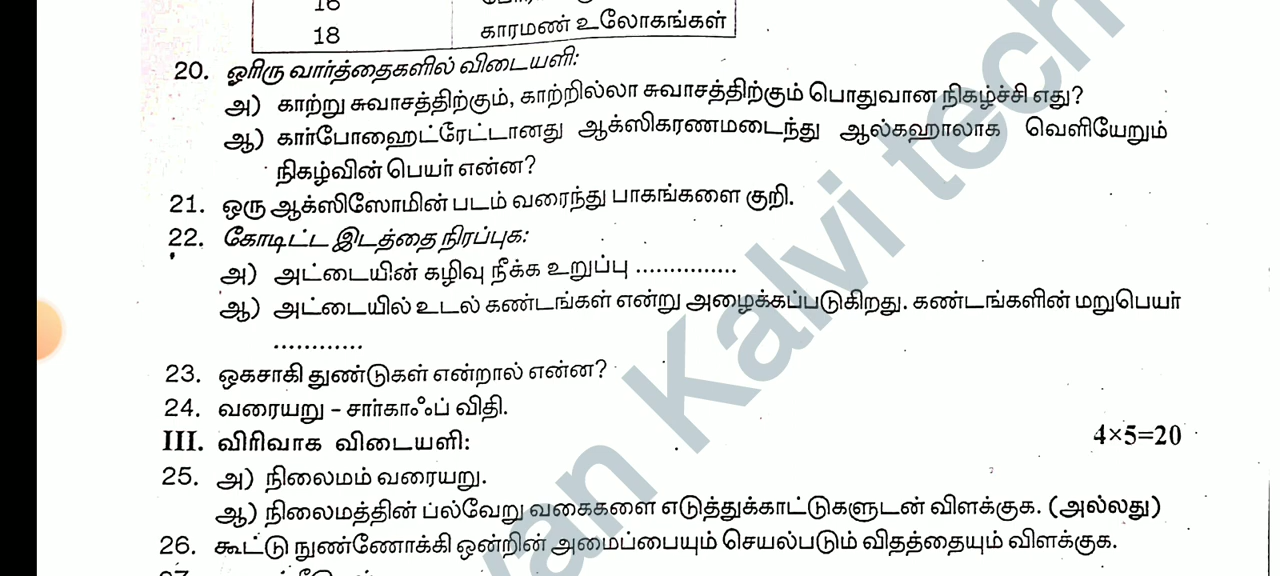 16
18 காரமண் உலோகங்கள்
20. ஓரிரு வார்த்தைகளில் விடையளி:
அ) காற்று சுவாசத்திற்கும், காற்றில்லா சுவாசத்திற்கும் பொதுவான நிகழ்ச்சி எது?
ஆ) கார்போஹைட்ரேட்டானது ஆக்ஸிகரணமடைந்து ஆல்கஹாலாக வெளியேறும்
நிகழ்வின் பெயர் என்ன?
21. ஒரு ஆக்ஸிஸோமின் படம் வரைந்து பாகங்களை குறி.
22. கோடிட்ட இடத்தை நிரப்புக:
அ) அட்டையின் கழிவு நீக்க உறுப்பு ...............
ஆ) அட்டையில் உடல் கண்டங்கள் என்று அழைக்கப்படுகிறது. கண்டங்களின் மறுபெயர்
............
23. ஒகசாகி துண்டுகள் என்றால் என்ன?
24. வரையறு – சார்காஃப் விதி.
III. விரிவாக விடையளி: 4×5=20
25. அ) நிலைமம் வரையறு.
ஆ) நிலைமத்தின் பல்வேறு வகைகளை எடுத்துக்காட்டுகளுடன் விளக்குக. (அல்லது)
26. கூட்டு நுண்ணோக்கி ஒன்றின் அமைப்பையும் செயல்படும் விதத்தையும் விளக்குக.
van Kalvi tech